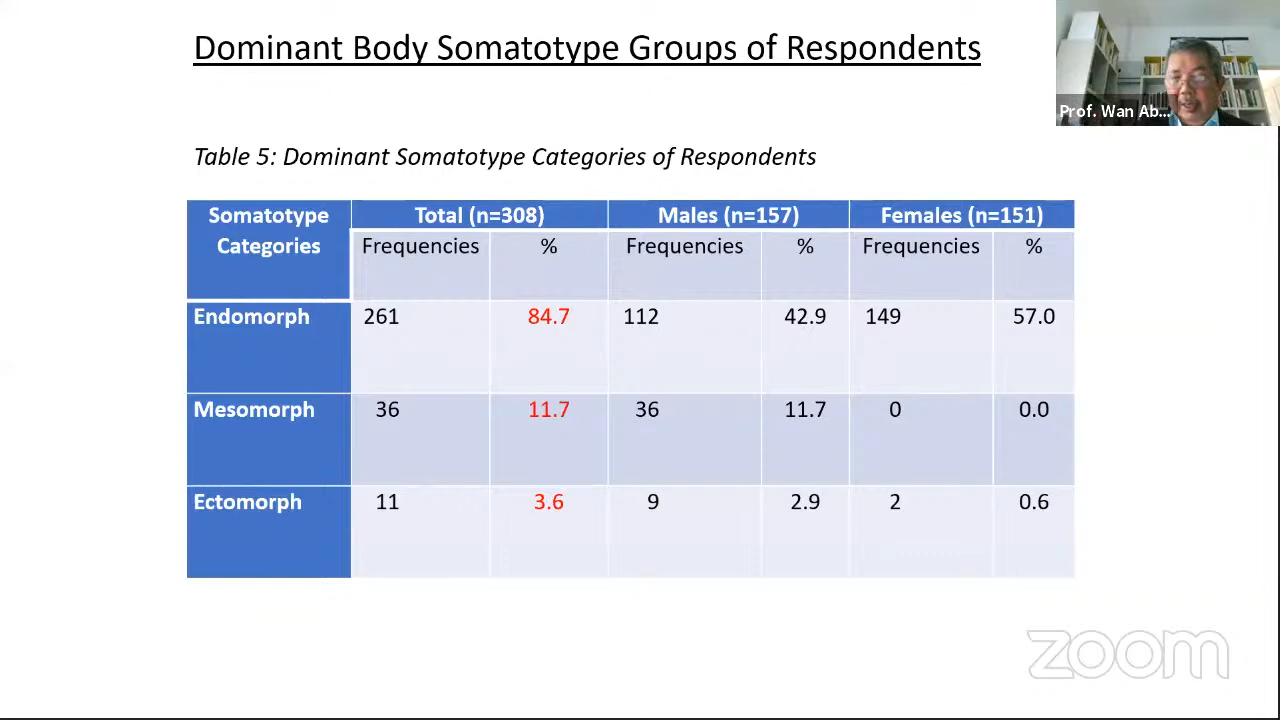 Dominant Body Somatotype Groups of Respondents
Prof. Wan Ab...
Table 5: Dominant Somatotype Categories of Respondents
Somatotype Categories Total (n=308) Males (n=157) Females (n=151)
Frequencies % Frequencies % Frequencies %
Endomorph 261 84.7 112 42.9 149 57.0
Mesomorph 36 11.7 36 11.7 0 0.0
Ectomorph 11 3.6 9 2.9 2 0.6
zoom